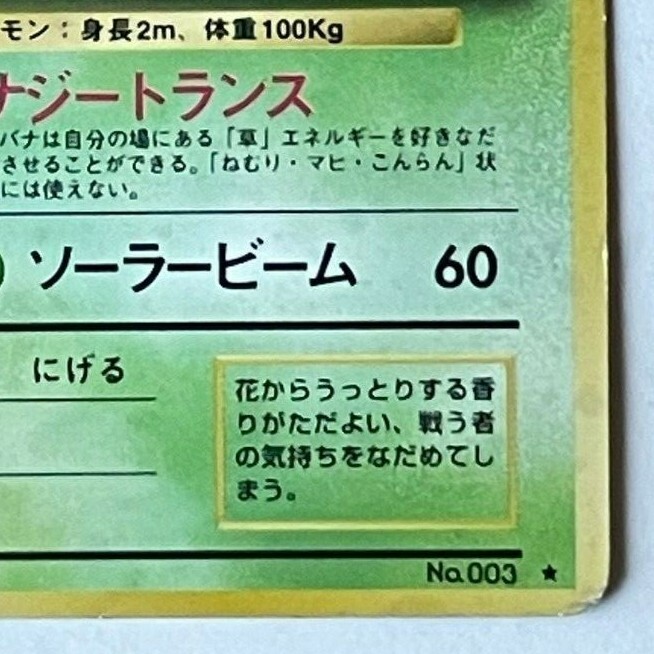 モン：身長2m、体重100Kg
ナジートランス
バナは自分の場にある「草」エネルギーを好きなだ
させることができる。「ねむり・マヒ・こんらん」状
には使えない。
ソーラービーム 60
にげる
花からうっとりする香
りがただよい、戦う者
の気持ちをなだめてし
まう。
No.003 ★